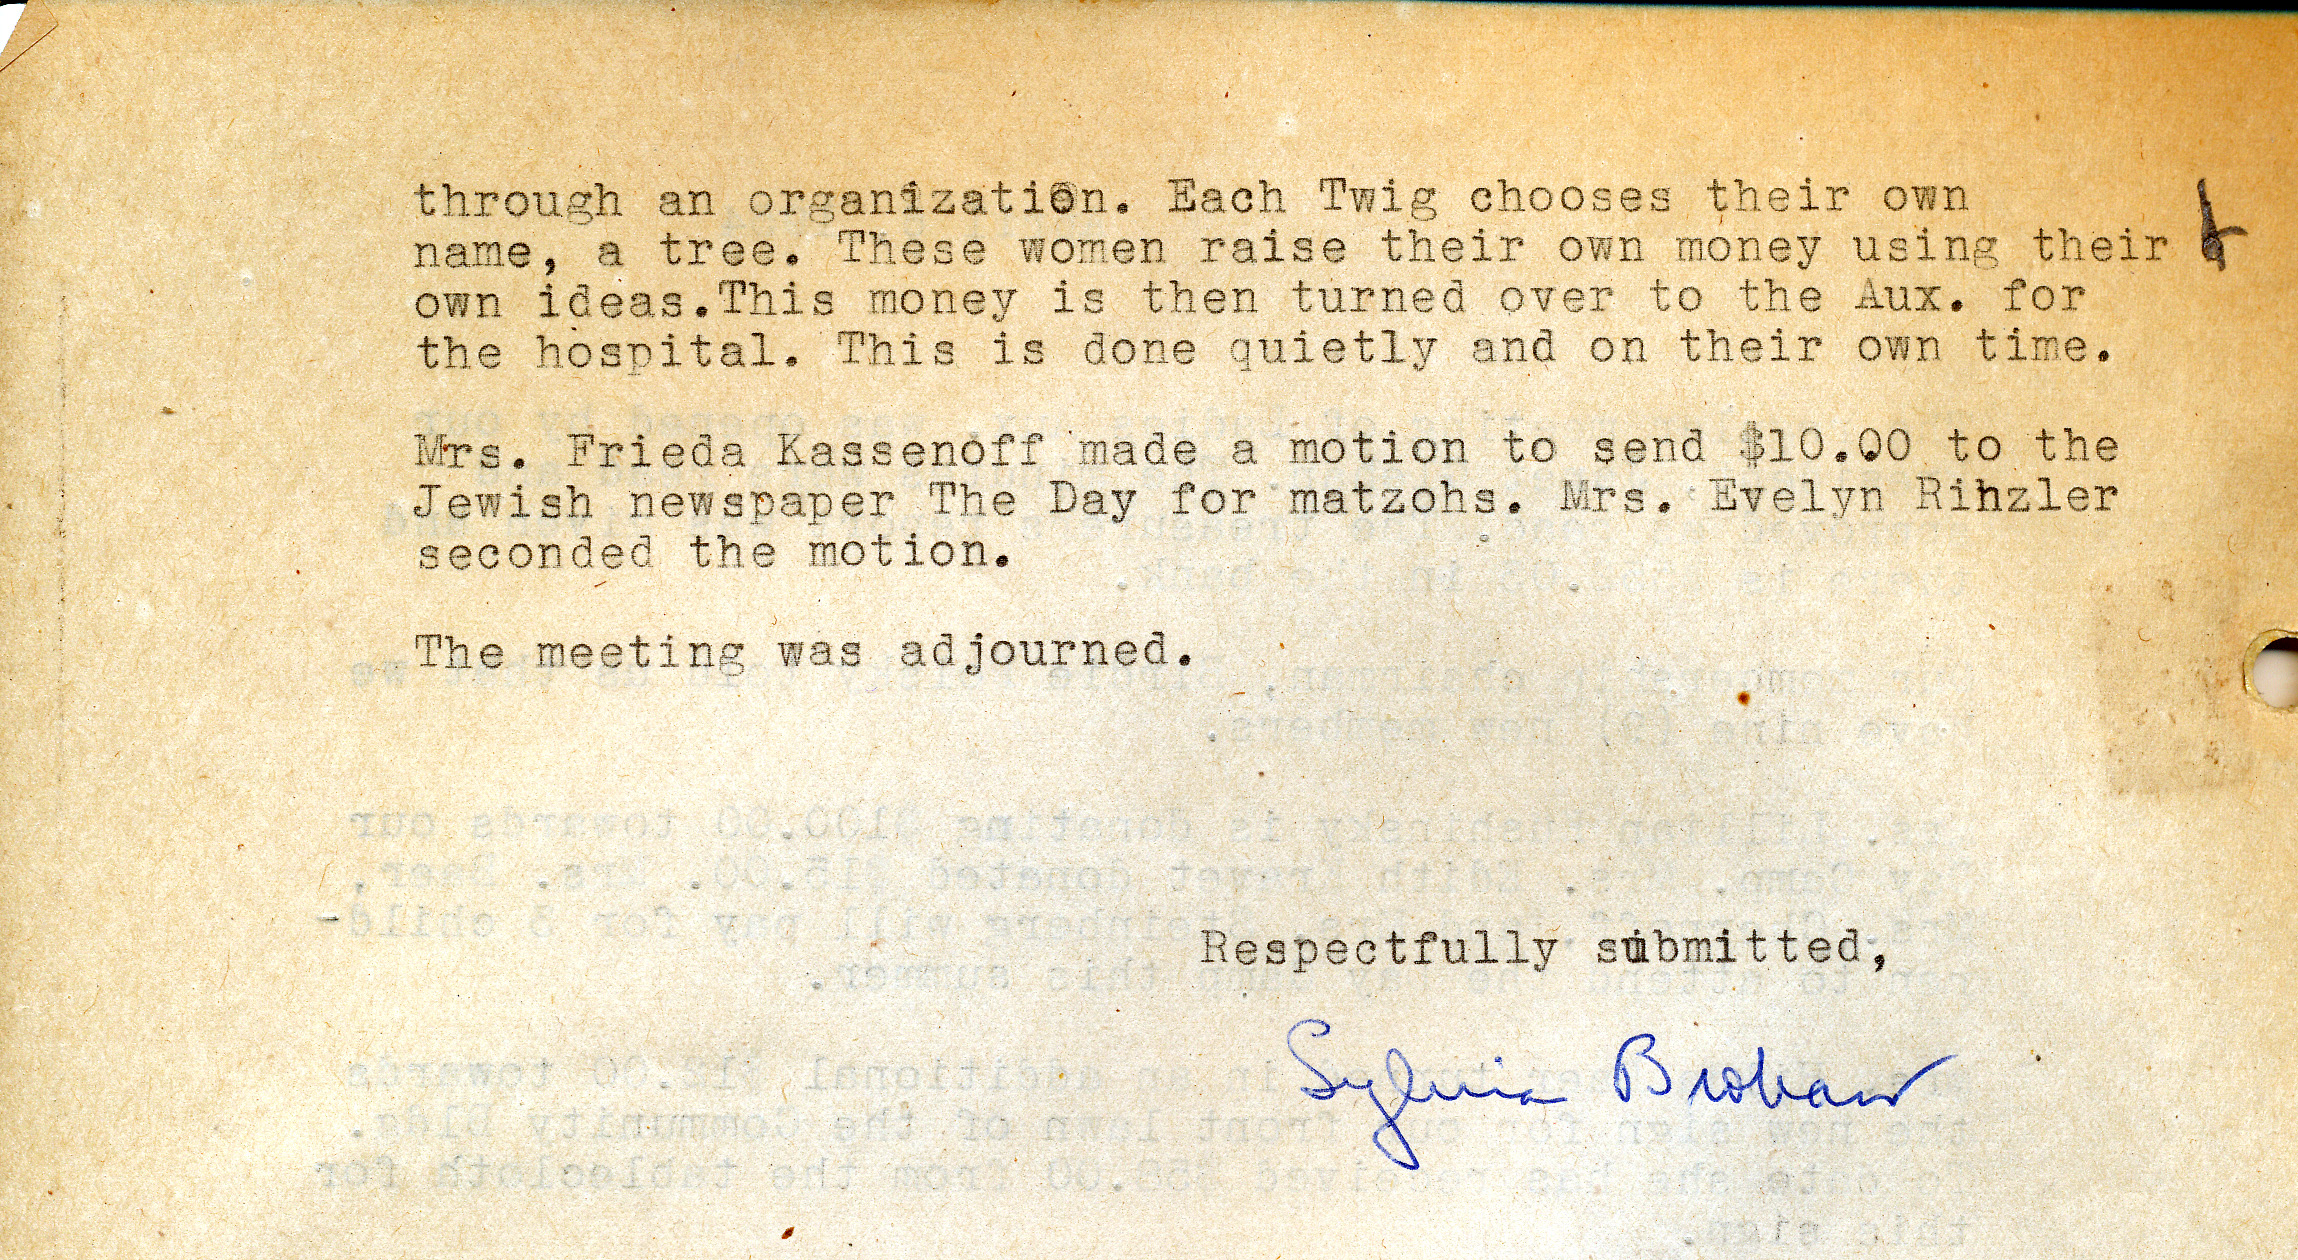 through an organization. Each Twig chooses their own
name, a tree. These women raise their own money using their
own ideas.This money is then turned over to the Aux. for
the hospital. This is done quietly and on their own time.
Mrs. Frieda Kassenoff made a motion to send $10.00 to the
Jewish newspaper The Day for matzohs. Mrs. Evelyn Rihzler
seconded the motion.
The meeting was adjourned.
Respectfully submitted,
Sylvia